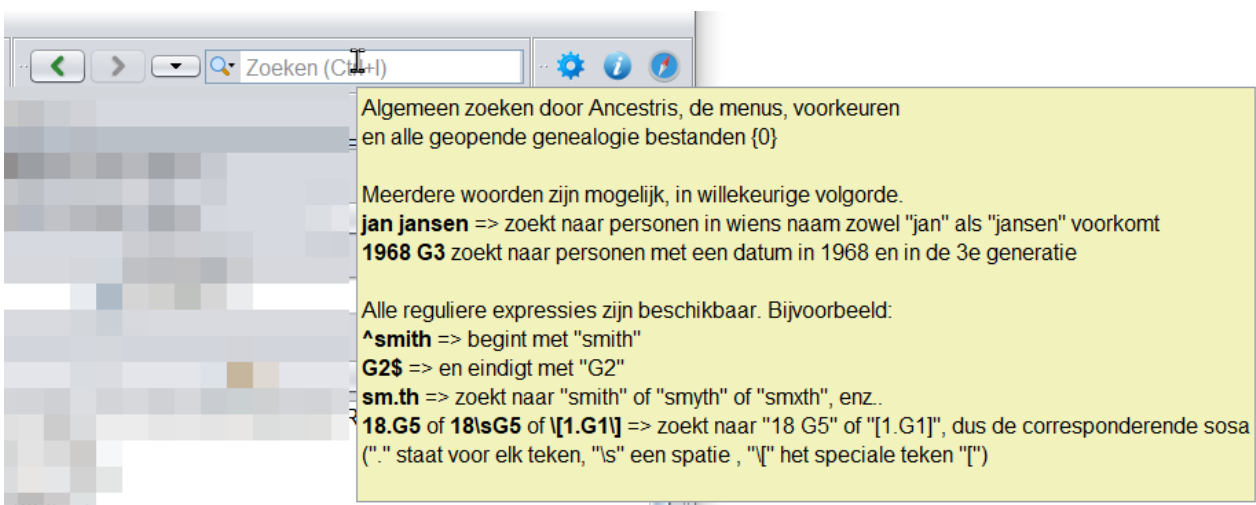 Zoeken (Ctrl+I)
Algemeen zoeken door Ancestris, de menus, voorkeuren
en alle geopende genealogie bestanden {0}
Meerdere woorden zijn mogelijk, in willekeurige volgorde.
jan jansen => zoekt naar personen in wiens naam zowel "jan" als "jansen" voorkomt
1968 G3 zoekt naar personen met een datum in 1968 en in de 3e generatie
Alle reguliere expressies zijn beschikbaar. Bijvoorbeeld:
^smith => begint met "smith"
G2$ => en eindigt met "G2"
sm.th => zoekt naar "smith" of "smyth" of "smxth", enz..
18.G5 of 18\sG5 of \[1.G1\] => zoekt naar "18 G5" of "[1.G1]", dus de corresponderende sosa
("." staat voor elk teken, "\s" een spatie , "\[" het speciale teken "[")